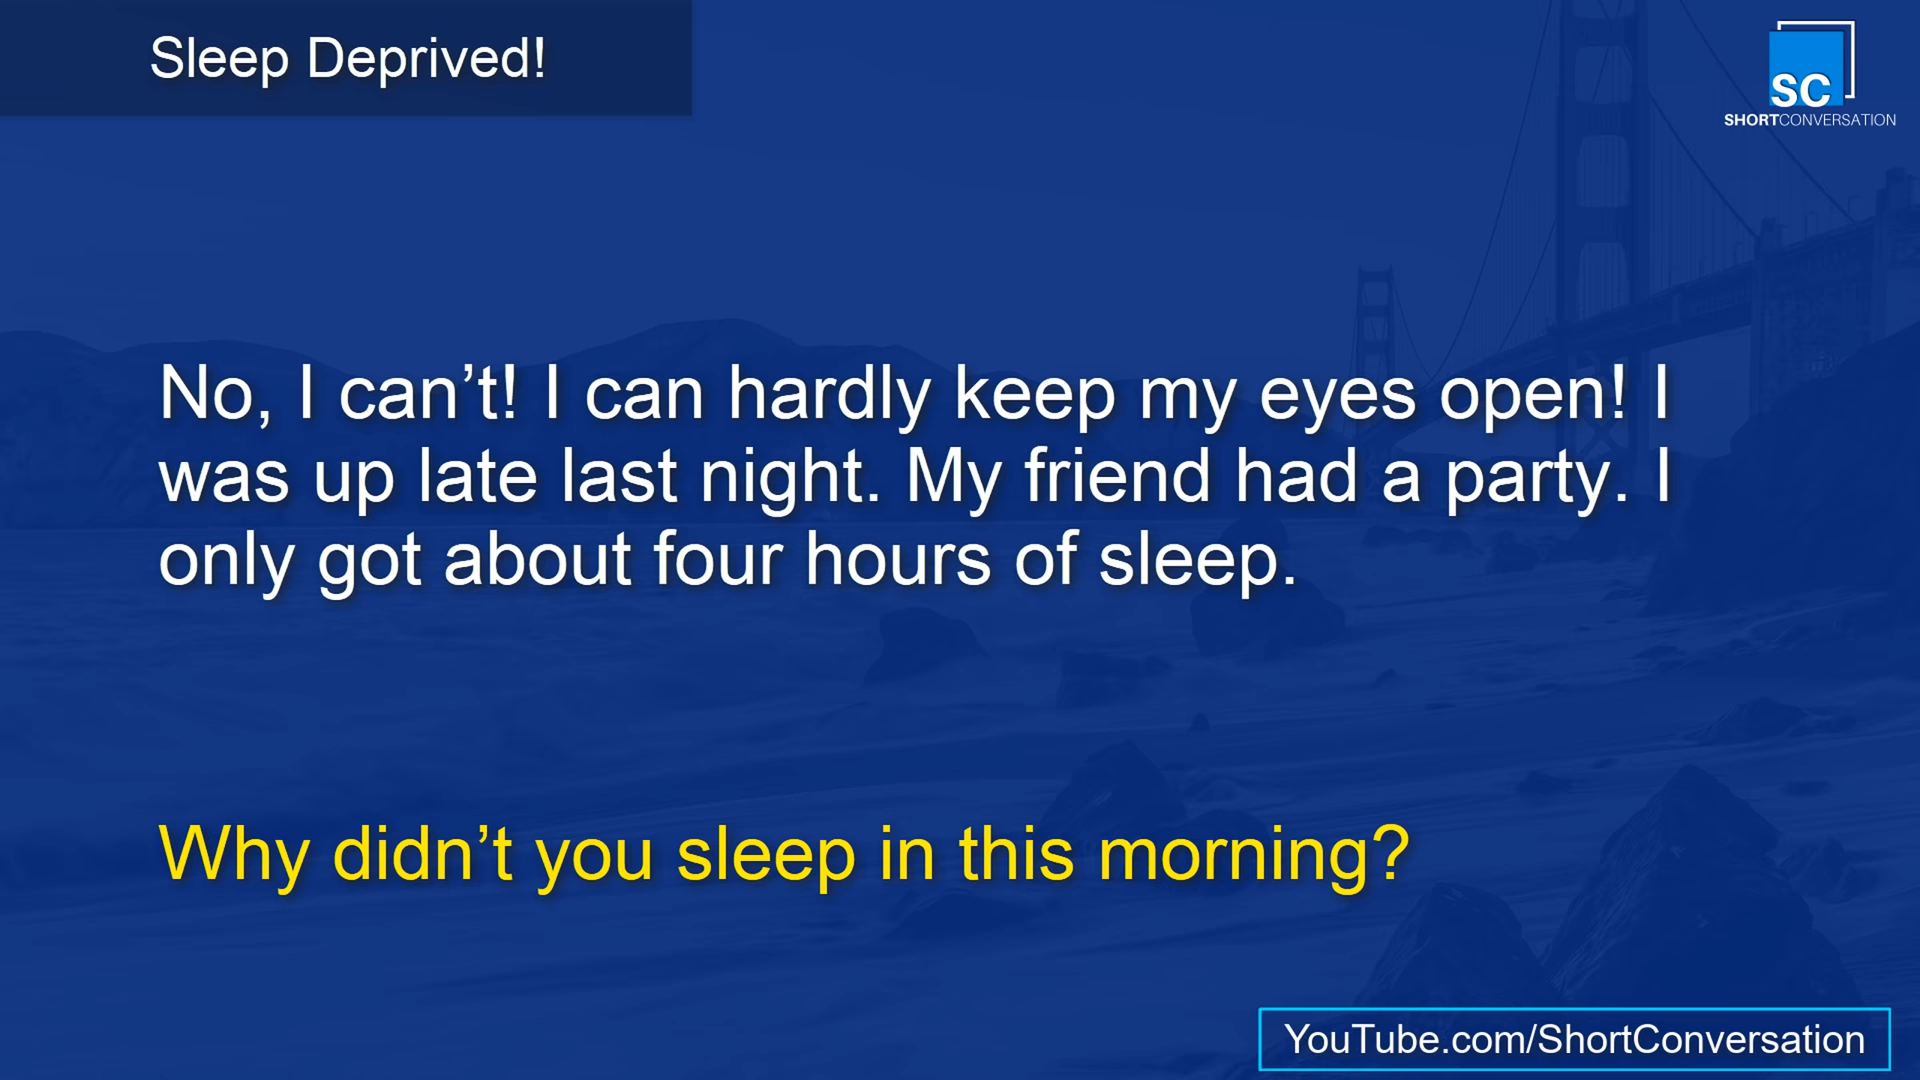 Sleep Deprived!
SC
SHORTCONVERSATION
No, I can’t! I can hardly keep my eyes open! I
was up late last night. My friend had a party. I
only got about four hours of sleep.
Why didn’t you sleep in this morning?
YouTube.com/ShortConversation